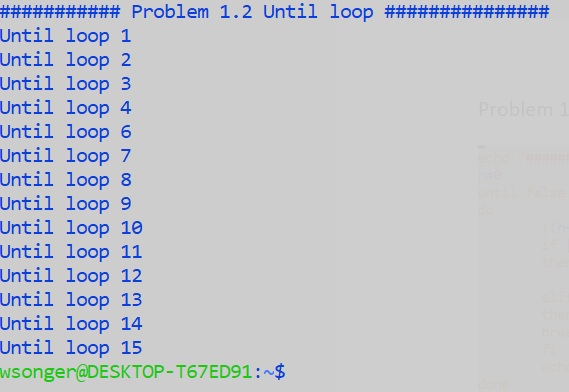 ########### Problem 1.2 Until loop ###############
Until loop 1
Until loop 2
Until loop 3
Until loop 4
Until loop 6
Until loop 7
Until loop 8
Until loop 9
Until loop 10
Until loop 11
Until loop 12
Until loop 13
Until loop 14
Until loop 15
wsonger@DESKTOP-T67ED91:~$
Problem 1